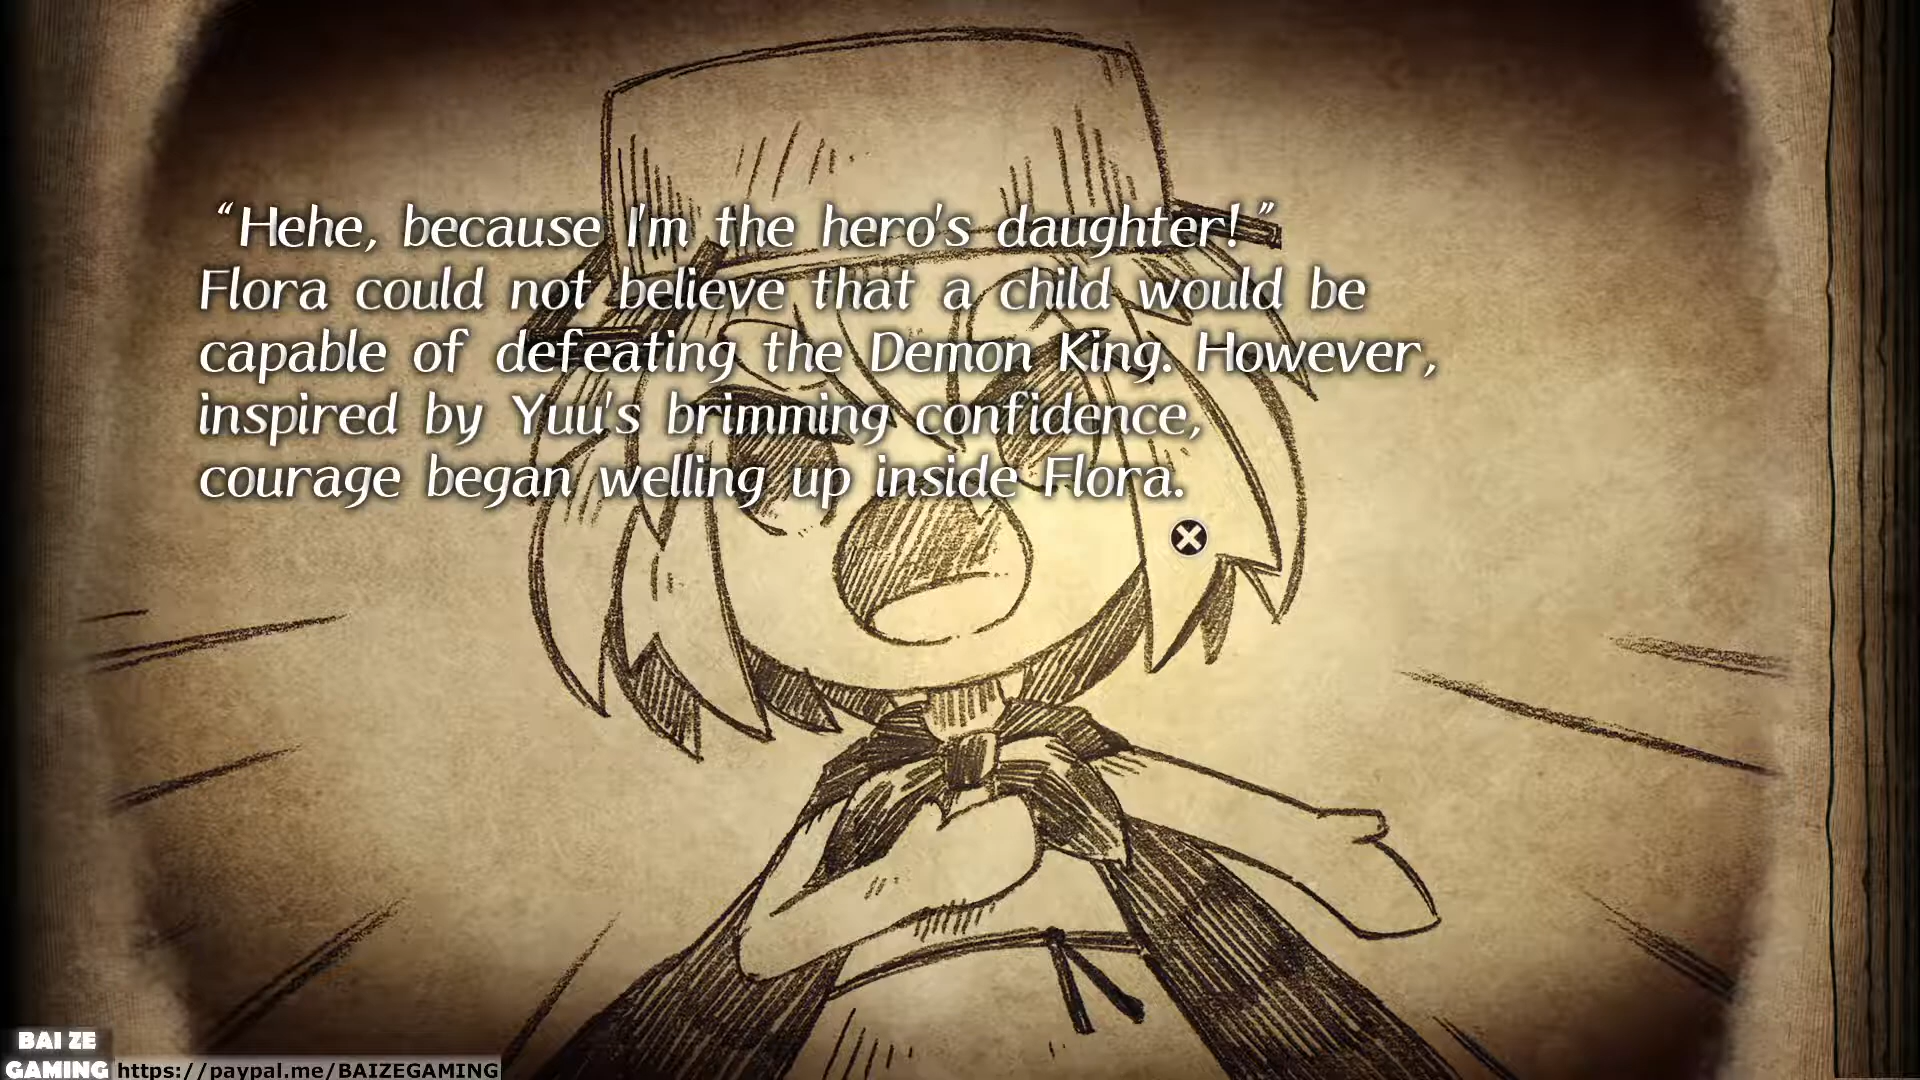 “Hehe, because I'm the hero's daughter!”
Flora could not believe that a child would be
capable of defeating the Demon King. However,
inspired by Yuu's brimming confidence,
courage began welling up inside Flora.
BAI ZE
GAMING https://paypal.me/BAIZEGAMING